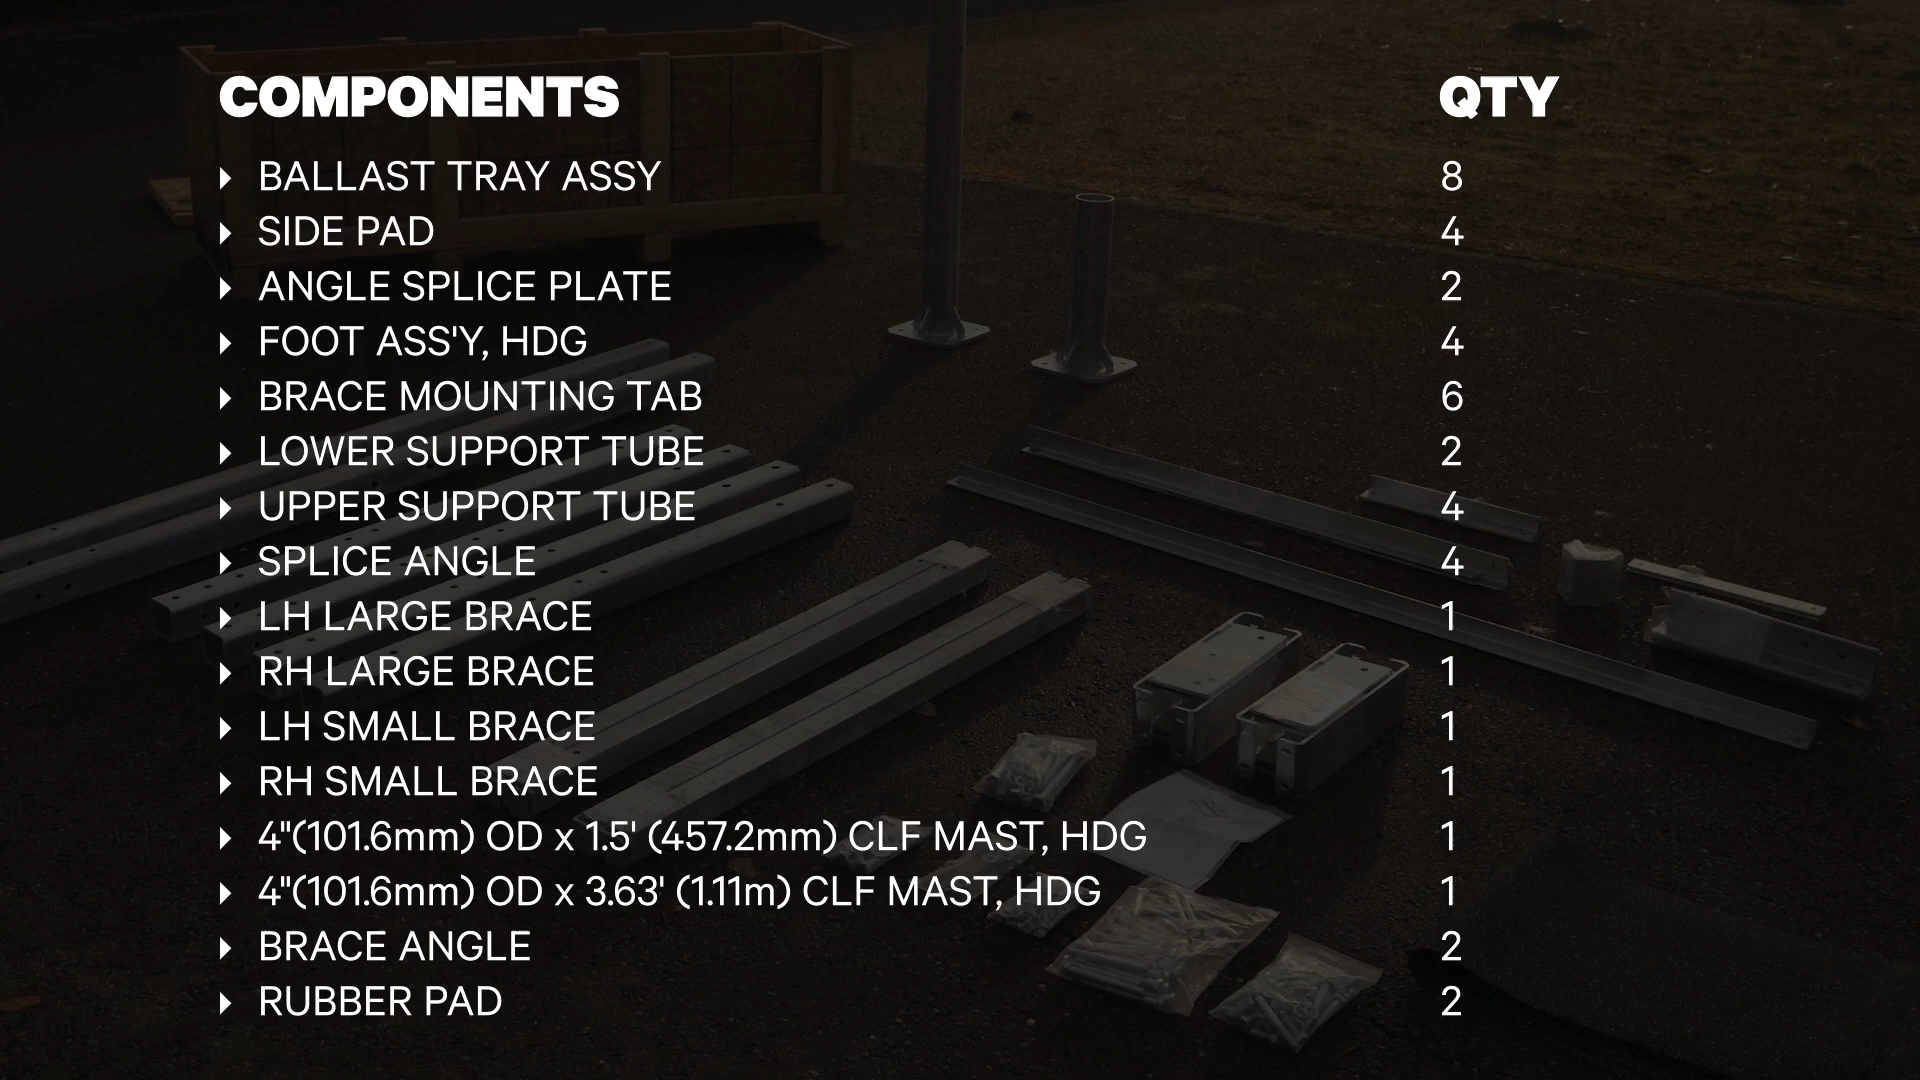 COMPONENTS QTY
BALLAST TRAY ASSY 8
SIDE PAD 4
ANGLE SPLICE PLATE 2
FOOT ASS'Y, HDG 4
BRACE MOUNTING TAB 6
LOWER SUPPORT TUBE 2
UPPER SUPPORT TUBE 4
SPLICE ANGLE 4
LH LARGE BRACE 1
RH LARGE BRACE 1
LH SMALL BRACE 1
RH SMALL BRACE 1
4"(101.6mm) OD x 1.5' (457.2mm) CLF MAST, HDG 1
4"(101.6mm) OD x 3.63' (1.11m) CLF MAST, HDG 1
BRACE ANGLE 2
RUBBER PAD 2